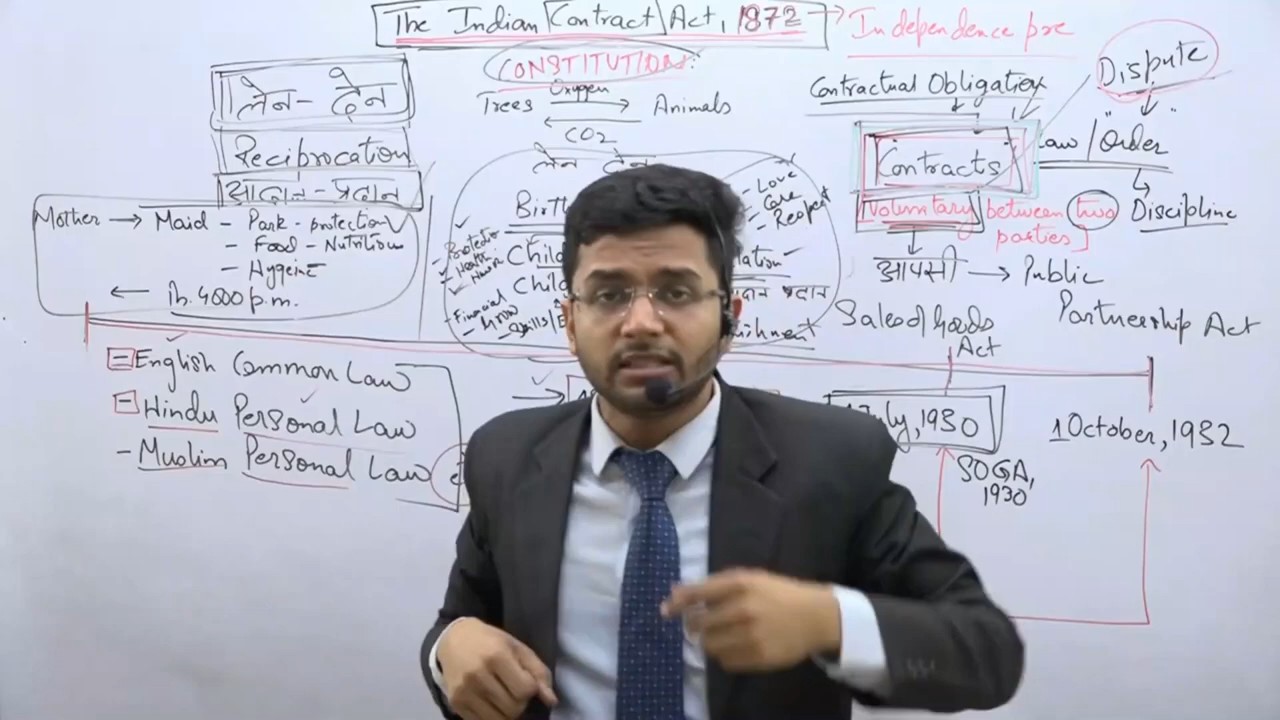 The Indian Contract Act, 1872 → Independence pre
CONSTITUTION:
लेन - देन
Reciprocation
आदान-प्रदान
Mother → Maid - Park - protection
- Food - Nutrition
- Hygeine
← Rs. 4000 p.m.
Trees Oxygen Animals
CO2
लेन देन
- Love
- Care
- Respect
Financial
Contractual Obligation
Dispute
Law / "Order"
Discipline
Contracts
[Voluntary between two
parties]
आपसी → Public
Sale of Goods
Act
Partnership Act
English Common Law
- Hindu Personal Law
- Muslim Personal Law
July, 1930
1 October, 1932
SOGA,
1930